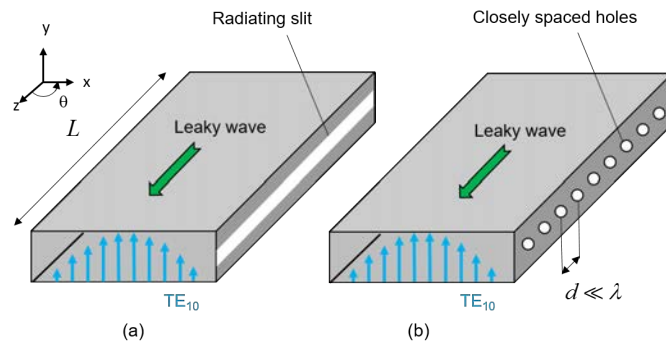 Radiating slit
Closely spaced holes
y
x
z
θ
L
Leaky wave
Leaky wave
TE₁₀
TE₁₀
d ≪ λ
(a)
(b)